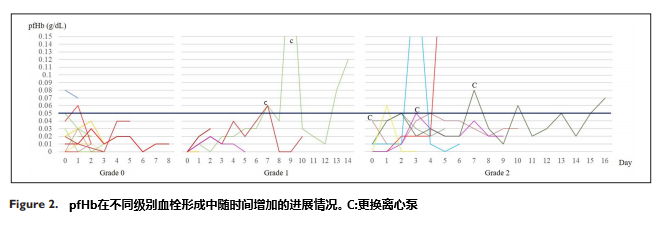 pfHb (g/dL)
0.15
0.14
0.13
0.12
0.11
0.1
0.09
0.08
0.07
0.06
0.05
0.04
0.03
0.02
0.01
0
c
c
C
C
C
0 1 2 3 4 5 6 7 8
0 1 2 3 4 5 6 7 8 9 10 11 12 13 14
0 1 2 3 4 5 6 7 8 9 10 11 12 13 14 15 16
Day
Grade 0
Grade 1
Grade 2
Figure 2. pfHb在不同级别血栓形成中随时间增加的进展情况。C:更换离心泵